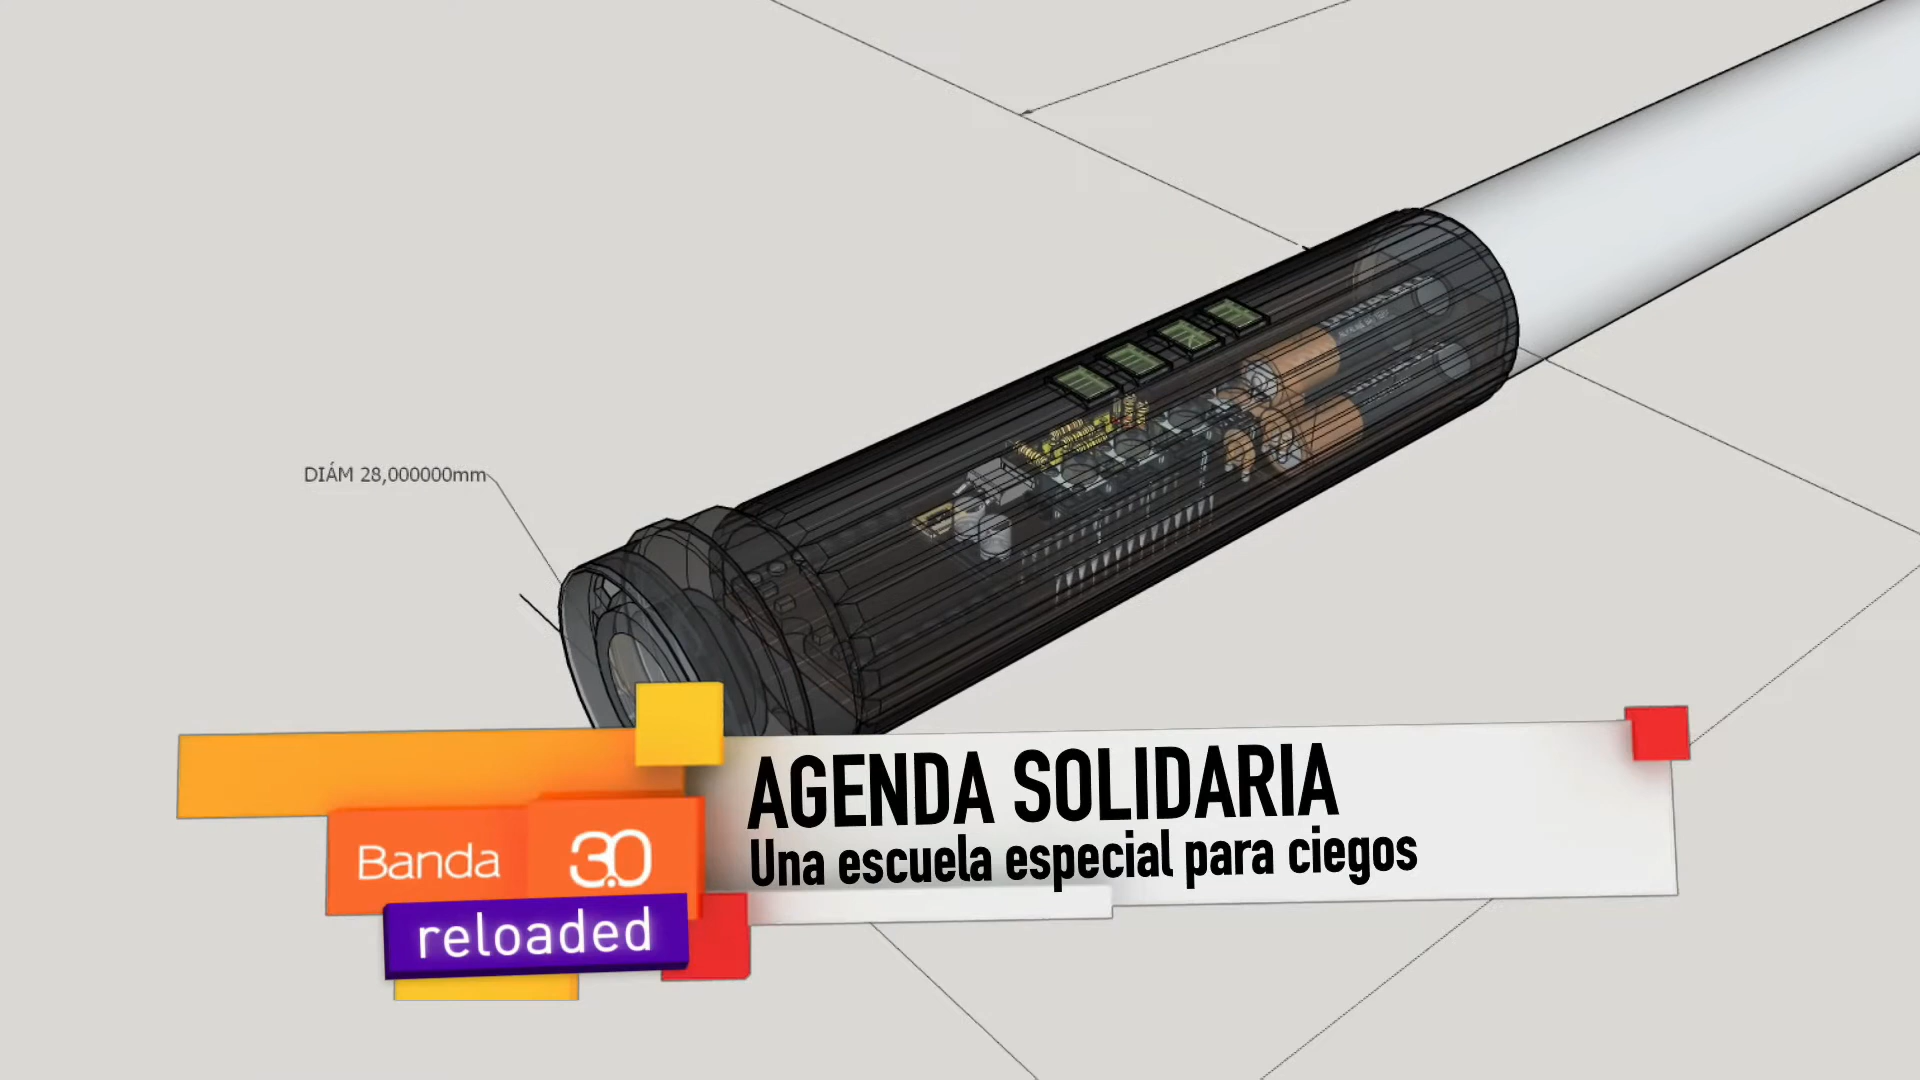 DIÁM 28,000000mm
AGENDA SOLIDARIA
Una escuela especial para ciegos
Banda 3.0
reloaded